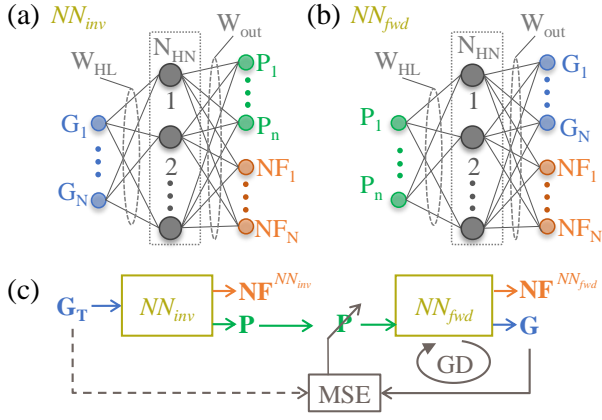 (a) NN_inv
W_HL
N_HN
W_out
G_1
G_N
1
2
P_1
P_n
NF_1
NF_N
(b) NN_fwd
W_HL
N_HN
W_out
P_1
P_n
1
2
G_1
G_N
NF_1
NF_N
(c)
G_T
NN_inv
NF^NN_inv
P
P
NN_fwd
NF^NN_fwd
G
GD
MSE